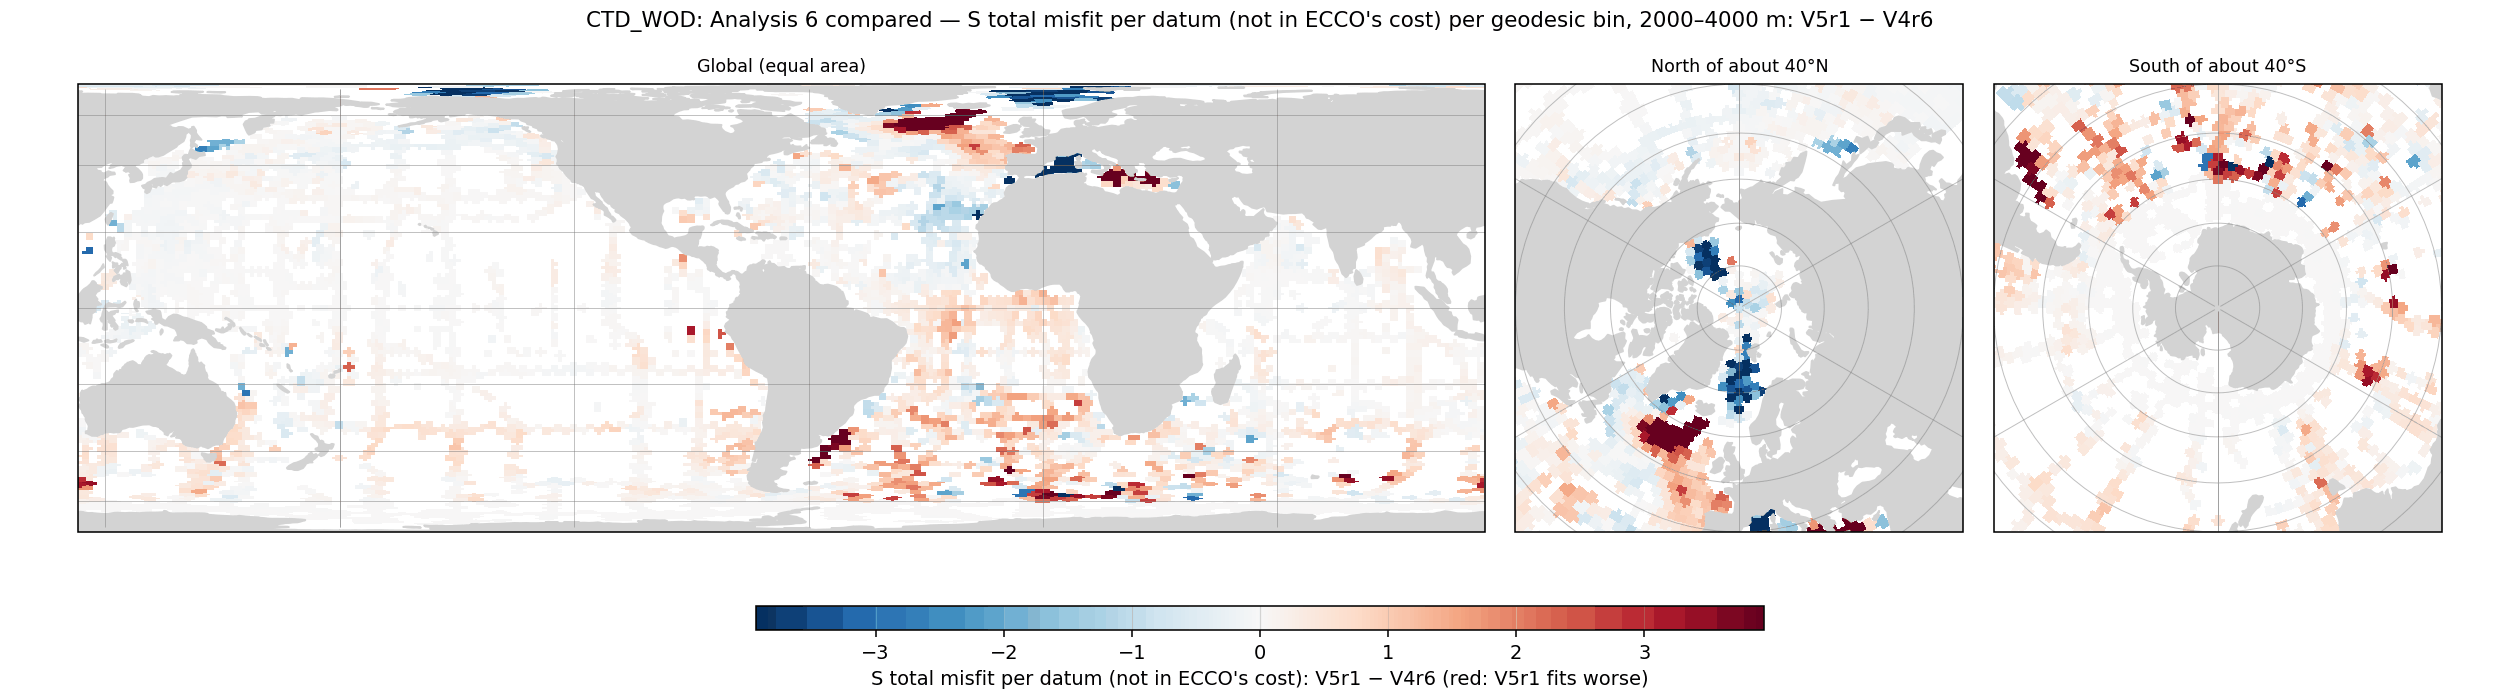 CTD_WOD: Analysis 6 compared — S total misfit per datum (not in ECCO's cost) per geodesic bin, 2000–4000 m: V5r1 − V4r6
Global (equal area)
North of about 40°N
South of about 40°S
−3 −2 −1 0 1 2 3
S total misfit per datum (not in ECCO's cost): V5r1 − V4r6 (red: V5r1 fits worse)